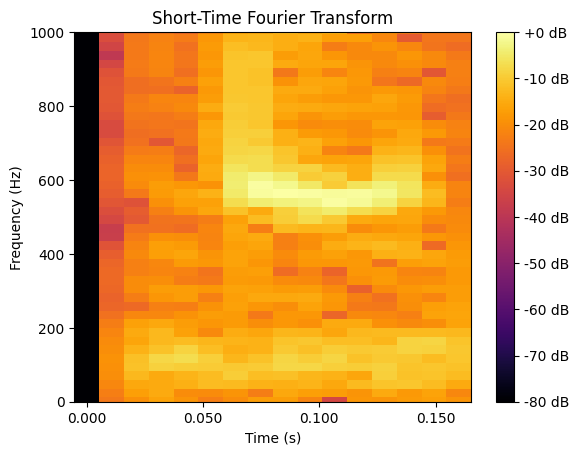 Short-Time Fourier Transform
1000
800
600
400
200
0
Frequency (Hz)
0.000
0.050
0.100
0.150
Time (s)
+0 dB
-10 dB
-20 dB
-30 dB
-40 dB
-50 dB
-60 dB
-70 dB
-80 dB